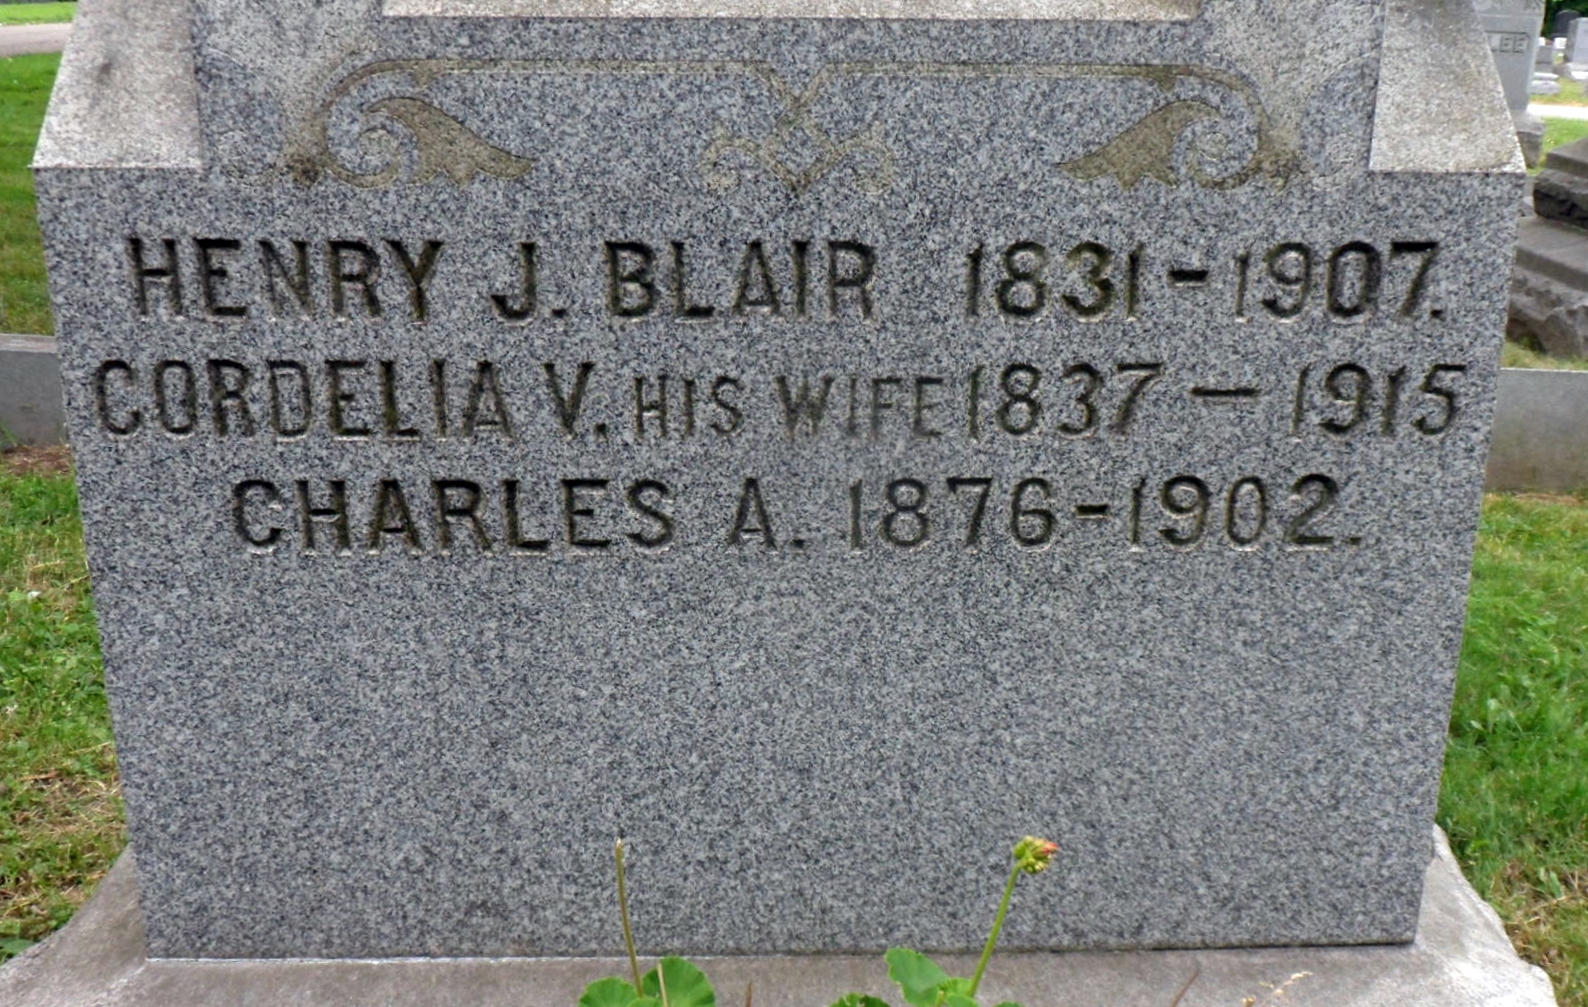 HENRY J. BLAIR 1831-1907.
CORDELIA V. HIS WIFE 1837-1915
CHARLES A. 1876-1902.